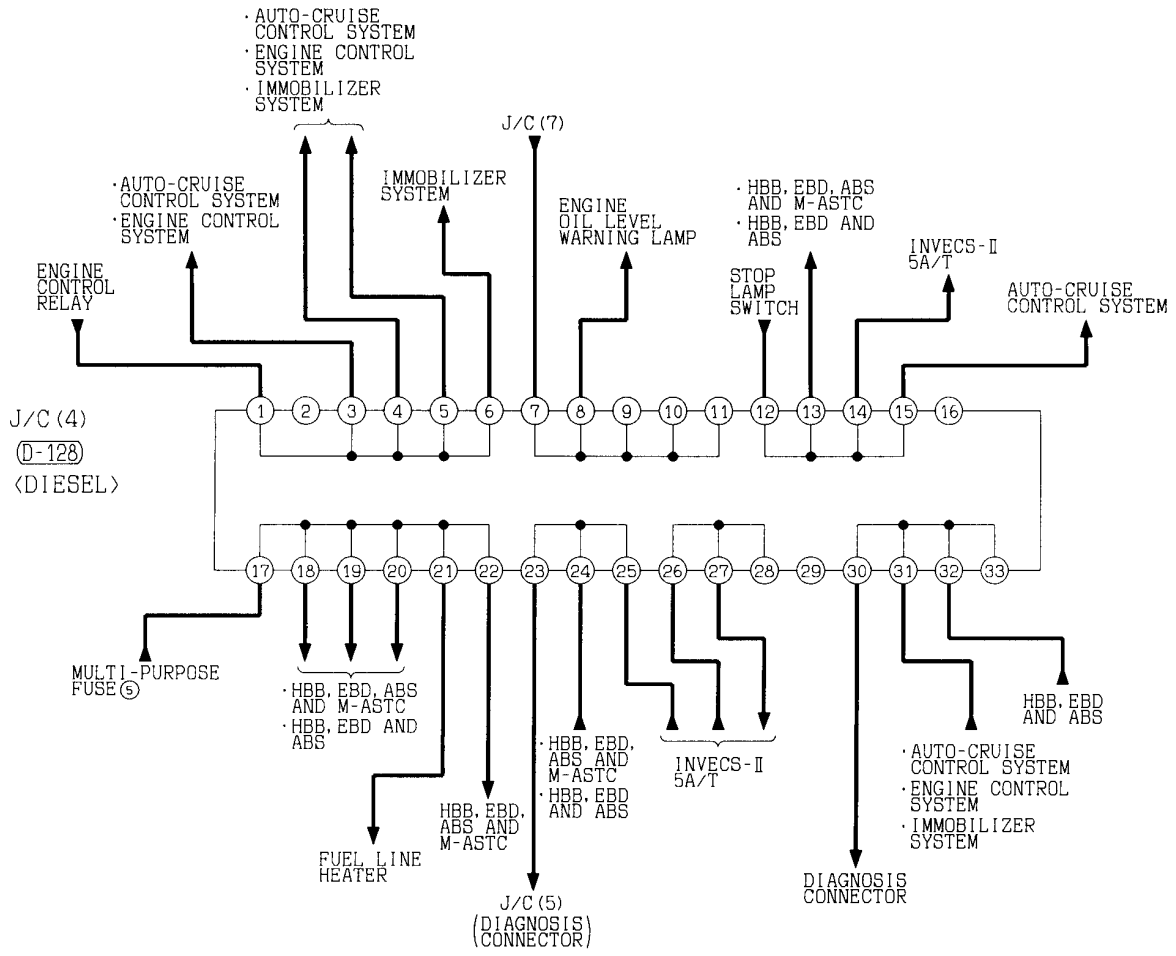 ·AUTO-CRUISE
CONTROL SYSTEM
·ENGINE CONTROL
SYSTEM
·IMMOBILIZER
SYSTEM
J/C(7)
·AUTO-CRUISE
CONTROL SYSTEM
·ENGINE CONTROL
SYSTEM
IMMOBILIZER
SYSTEM
ENGINE
OIL LEVEL
WARNING LAMP
·HBB, EBD, ABS
AND M-ASTC
·HBB, EBD AND
ABS
INVECS-Ⅱ
5A/T
ENGINE
CONTROL
RELAY
STOP
LAMP
SWITCH
AUTO-CRUISE
CONTROL SYSTEM
J/C(4)
D-128
〈DIESEL〉
1 2 3 4 5 6 7 8 9 10 11 12 13 14 15 16
17 18 19 20 21 22 23 24 25 26 27 28 29 30 31 32 33
MULTI-PURPOSE
FUSE⑤
·HBB, EBD, ABS
AND M-ASTC
·HBB, EBD AND
ABS
FUEL LINE
HEATER
HBB, EBD,
ABS AND
M-ASTC
J/C(5)
(DIAGNOSIS
CONNECTOR)
·HBB, EBD,
ABS AND
M-ASTC
·HBB, EBD
AND ABS
INVECS-Ⅱ
5A/T
DIAGNOSIS
CONNECTOR
·AUTO-CRUISE
CONTROL SYSTEM
·ENGINE CONTROL
SYSTEM
·IMMOBILIZER
SYSTEM
HBB, EBD
AND ABS